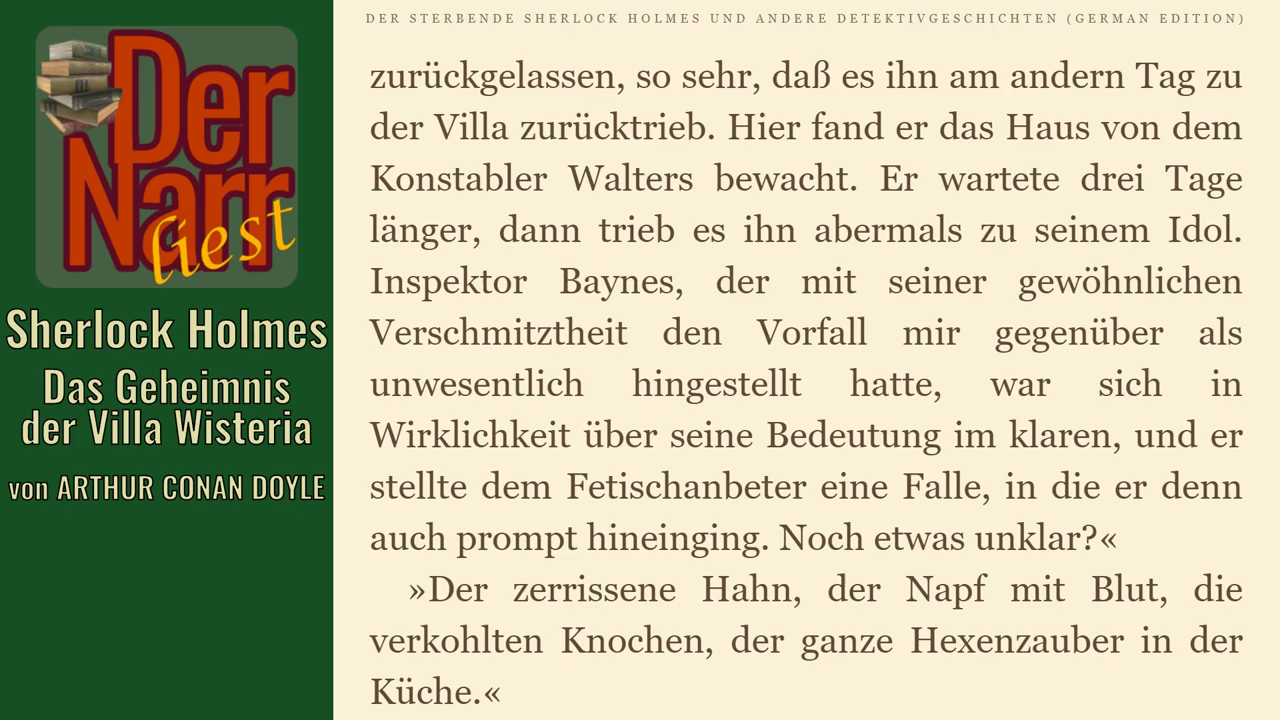 Der
Narr
liest
Sherlock Holmes
Das Geheimnis
der Villa Wisteria
von ARTHUR CONAN DOYLE
DER STERBENDE SHERLOCK HOLMES UND ANDERE DETEKTIVGESCHICHTEN (GERMAN EDITION)
zurückgelassen, so sehr, daß es ihn am andern Tag zu
der Villa zurücktrieb. Hier fand er das Haus von dem
Konstabler Walters bewacht. Er wartete drei Tage
länger, dann trieb es ihn abermals zu seinem Idol.
Inspektor Baynes, der mit seiner gewöhnlichen
Verschmitztheit den Vorfall mir gegenüber als
unwesentlich hingestellt hatte, war sich in
Wirklichkeit über seine Bedeutung im klaren, und er
stellte dem Fetischanbeter eine Falle, in die er denn
auch prompt hineinging. Noch etwas unklar?«
»Der zerrissene Hahn, der Napf mit Blut, die
verkohlten Knochen, der ganze Hexenzauber in der
Küche.«